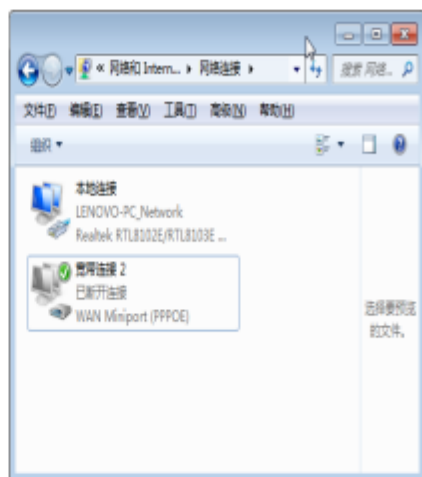 « 网络和 Intern... ▸ 网络连接 ▸
搜索 网络...
文件(F) 编辑(E) 查看(V) 工具(T) 高级(N) 帮助(H)
组织 ▾
本地连接
LENOVO-PC_Network
Realtek RTL8102E/RTL8103E ...
宽带连接 2
已断开连接
WAN Miniport (PPPOE)
选择要预览
的文件。